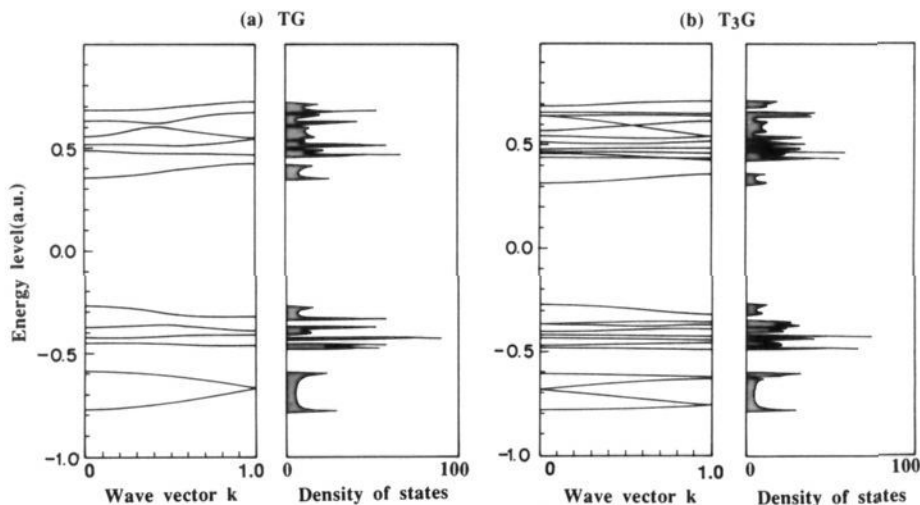 (a) TG
(b) T₃G
Energy level(a.u.)
0.5
0.0
-0.5
-1.0
0
1.0
Wave vector k
0
100
Density of states
0.5
0.0
-0.5
-1.0
0
1.0
Wave vector k
0
100
Density of states